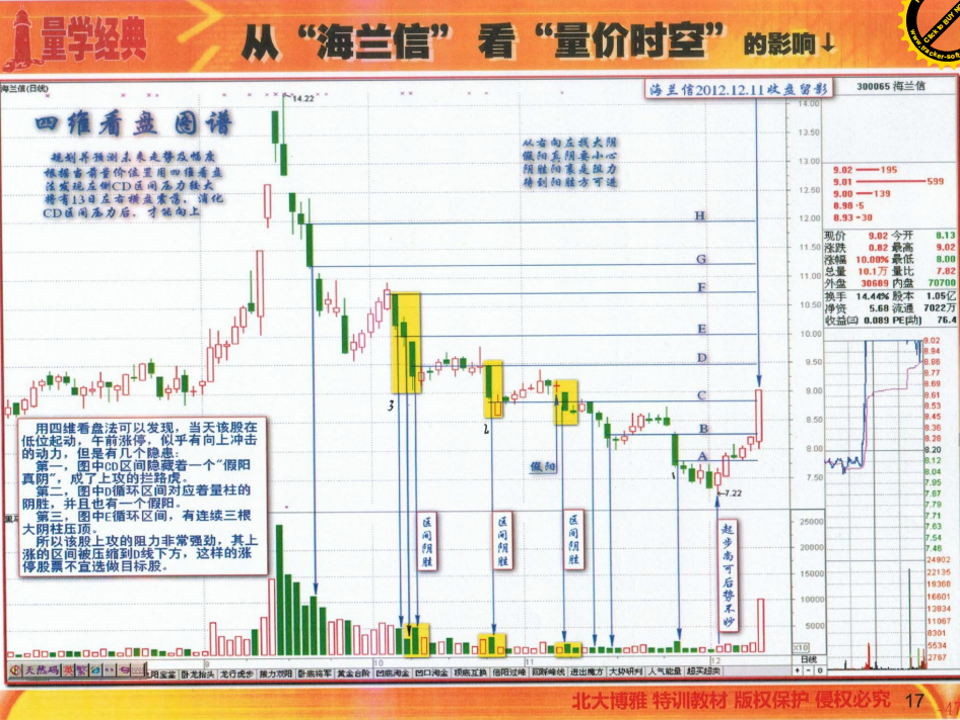 量学经典
从“海兰信”看“量价时空”的影响↓
Click to BUY NOW
www.tracker-soft
海兰信(日线)
海兰信2012.12.11收盘留影
300065 海兰信
四维看盘图谱
规划并预测未来走势及幅度
根据当前量价位置用四维看盘
法发现左侧CD区间压力较大
将有13日左右横盘震荡,消化
CD区间压力后,才能向上
14.22
从右向左找大阴
假阳真阴要小心
阴胜阳衰是阻力
待到阳胜方可进
14.00
13.50
13.00
12.50
12.00
11.50
11.00
10.50
10.00
9.50
9.00
8.50
8.00
7.50
H
G
F
E
D
C
B
A
3
2
1
假阳
7.22
9.02 195
9.01 599
9.00 139
8.98 5
8.93 30
现价 9.02 今开 8.13
涨跌 0.82 最高 9.02
涨幅 10.00% 最低 8.00
总量 10.1万 量比 7.82
外盘 30689 内盘 70700
换手 14.44% 股本 1.05亿
净资 5.68 流通 7022万
收益(三) 0.089 PE(动) 76.4
9.02
8.94
8.86
8.77
8.69
8.61
8.53
8.45
8.36
8.28
8.20
8.12
8.04
7.95
7.87
7.79
7.71
7.63
7.54
7.46
24902
22136
19368
16601
13834
11067
8301
5534
2767
用四维看盘法可以发现,当天该股在
低位起动,午前涨停,似乎有向上冲击
的动力,但是有几个隐患:
第一,图中CD区间隐藏着一个“假阳
真阴”,成了上攻的拦路虎。
第二,图中D循环区间对应着量柱的
阴胜,并且也有一个假阳。
第三,图中E循环区间,有连续三根
大阴柱压顶。
所以该股上攻的阻力非常强劲,其上
涨的区间被压缩到D线下方,这样的涨
停股票不宜选做目标股。
区间阴胜
区间阴胜
区间阴胜
起步尚可后势不妙
25000
20000
15000
10000
5000
X10
9
10
11
12
日线
天然码
卧龙抬头 龙行虎步 接力双阳 卧底将军 黄金台阶 凹底淘金 凹口淘金 顶底互换 倍阳过峰 回踩峰线 进出魔方 大势研判 人气能量 超买超卖
北大博雅 特训教材 版权保护 侵权必究 17